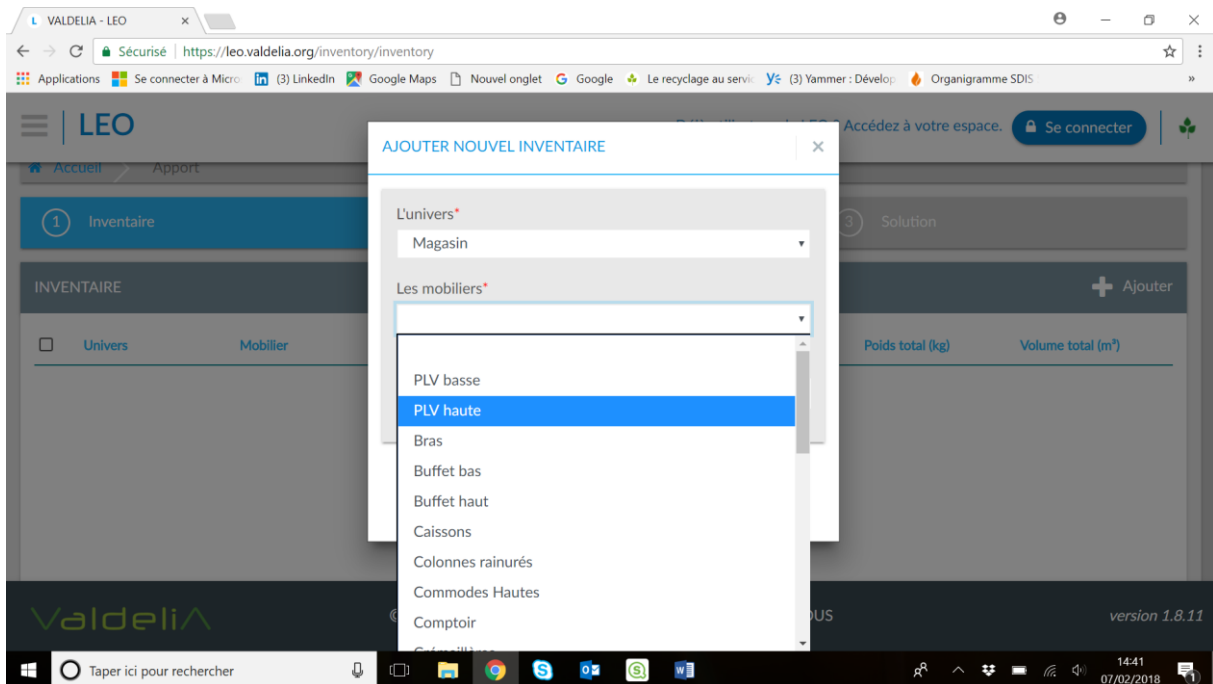 L VALDELIA - LEO ×
Sécurisé | https://leo.valdelia.org/inventory/inventory
Applications Se connecter à Micro in (3) LinkedIn Google Maps Nouvel onglet G Google Le recyclage au servic (3) Yammer : Dévelop Organigramme SDIS »
LEO
Accédez à votre espace. Se connecter
AJOUTER NOUVEL INVENTAIRE ×
Accueil Apport
L'univers*
1 Inventaire
3 Solution
Magasin
INVENTAIRE
Les mobiliers*
Ajouter
Univers Mobilier Poids total (kg) Volume total (m³)
PLV basse
PLV haute
Bras
Buffet bas
Buffet haut
Caissons
Colonnes rainurés
Commodes Hautes
Comptoir
ValdeliA
©
OUS
version 1.8.11
Taper ici pour rechercher
14:41
07/02/2018